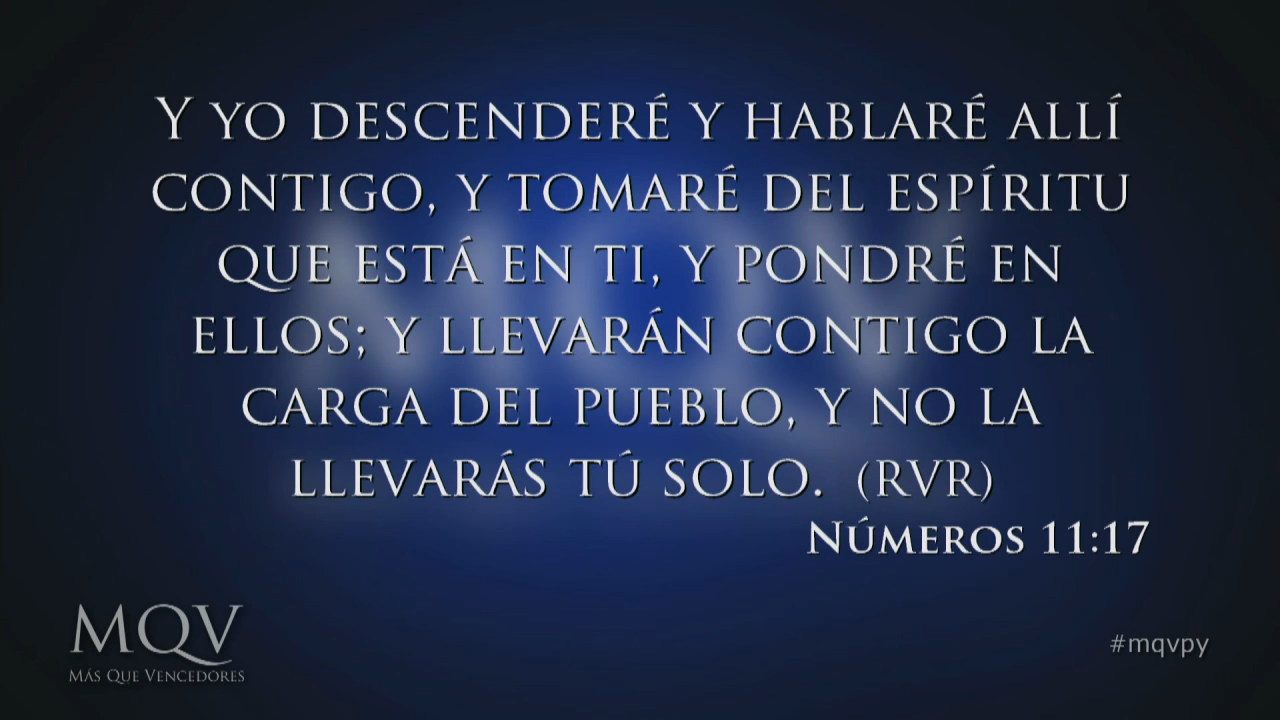 Y YO DESCENDERÉ Y HABLARÉ ALLÍ
CONTIGO, Y TOMARÉ DEL ESPÍRITU
QUE ESTÁ EN TI, Y PONDRÉ EN
ELLOS; Y LLEVARÁN CONTIGO LA
CARGA DEL PUEBLO, Y NO LA
LLEVARÁS TÚ SOLO. (RVR)
NÚMEROS 11:17
MQV
MÁS QUE VENCEDORES
#mqvpy